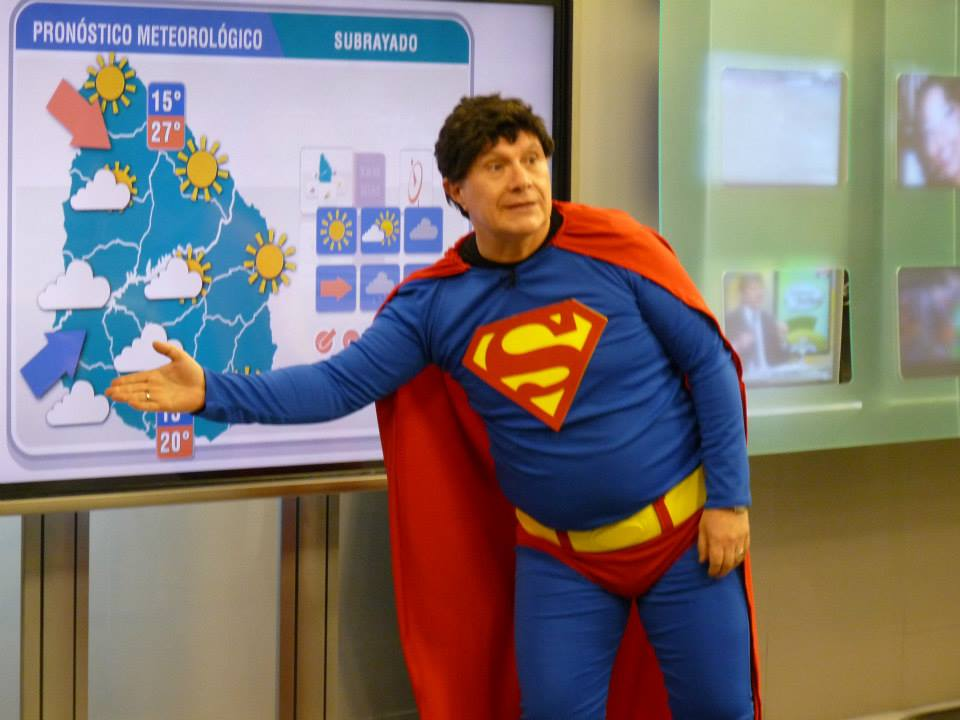 PRONÓSTICO METEOROLÓGICO
SUBRAYADO
15°
27°
20°
S